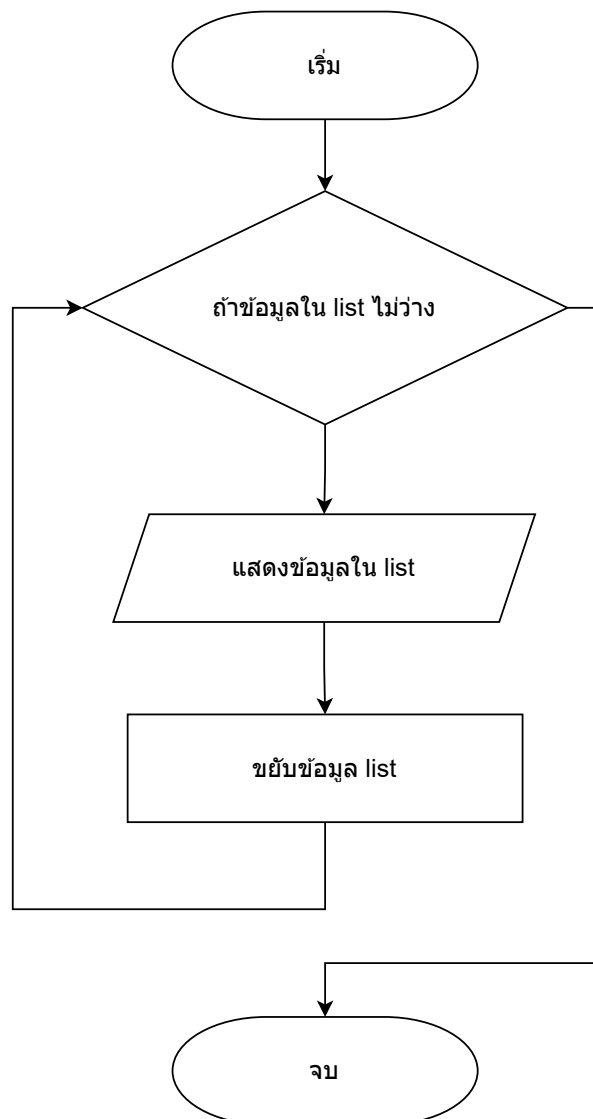 เริ่ม
ถ้าข้อมูลใน list ไม่ว่าง
แสดงข้อมูลใน list
ขยับข้อมูล list
จบ